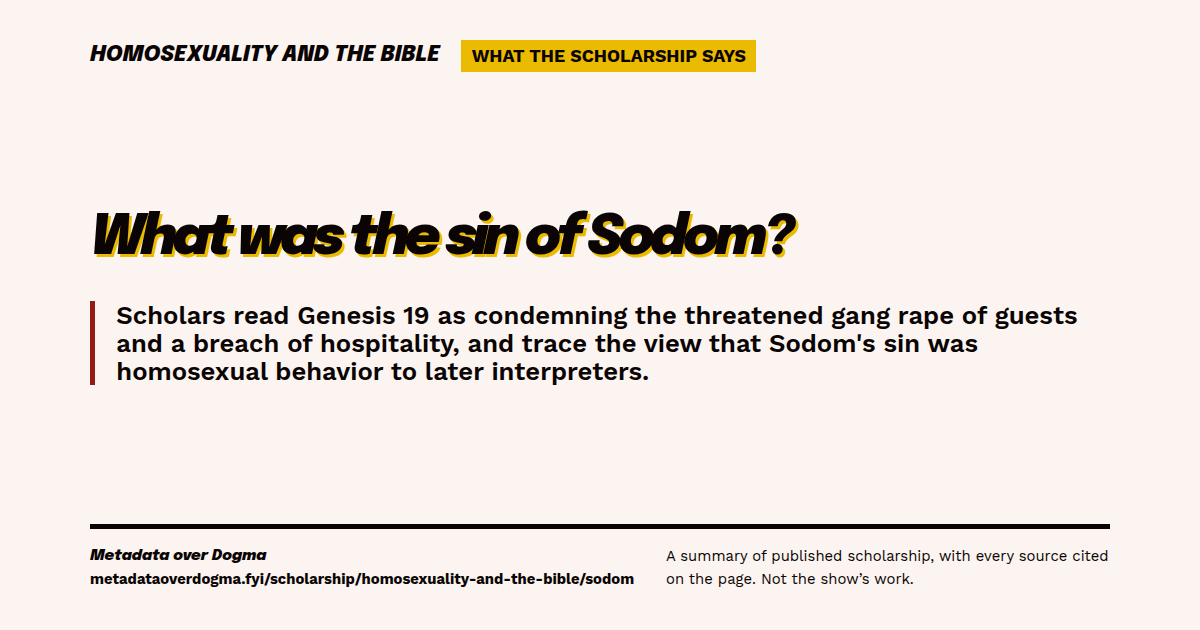 HOMOSEXUALITY AND THE BIBLE
WHAT THE SCHOLARSHIP SAYS
What was the sin of Sodom?
Scholars read Genesis 19 as condemning the threatened gang rape of guests
and a breach of hospitality, and trace the view that Sodom's sin was
homosexual behavior to later interpreters.
Metadata over Dogma
metadataoverdogma.fyi/scholarship/homosexuality-and-the-bible/sodom
A summary of published scholarship, with every source cited
on the page. Not the show’s work.